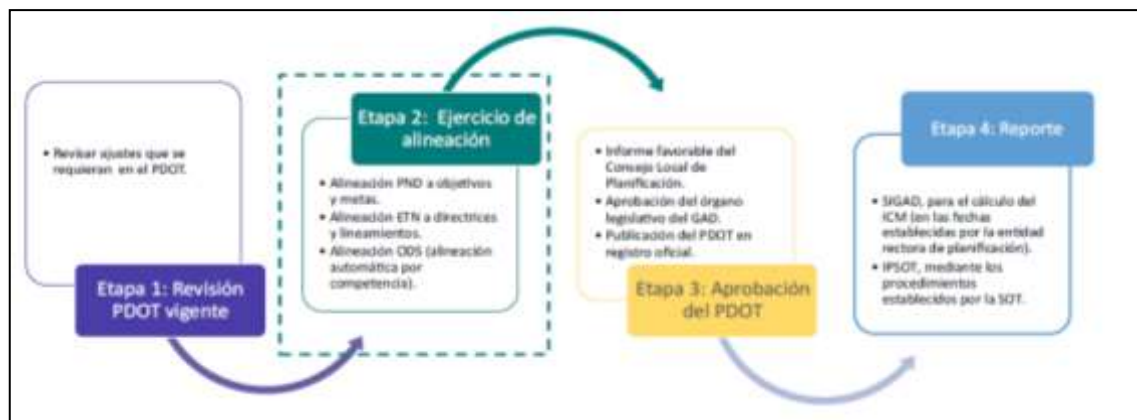 • Revisar ajustes que se
requieran en el PDOT.
Etapa 1: Revisión
PDOT vigente
Etapa 2: Ejercicio de
alineación
• Alineación PND a objetivos
y metas.
• Alineación ETN a directrices
y lineamientos.
• Alineación ODS (alineación
automática por
competencia).
• Informe favorable del
Consejo Local de
Planificación.
• Aprobación del órgano
legislativo del GAD.
• Publicación del PDOT en
registro oficial.
Etapa 3: Aprobación
del PDOT
Etapa 4: Reporte
• SIGAD, para el cálculo del
ICM (en las fechas
establecidas por la entidad
rectora de planificación).
• IPSOT, mediante los
procedimientos
establecidos por la SOT.